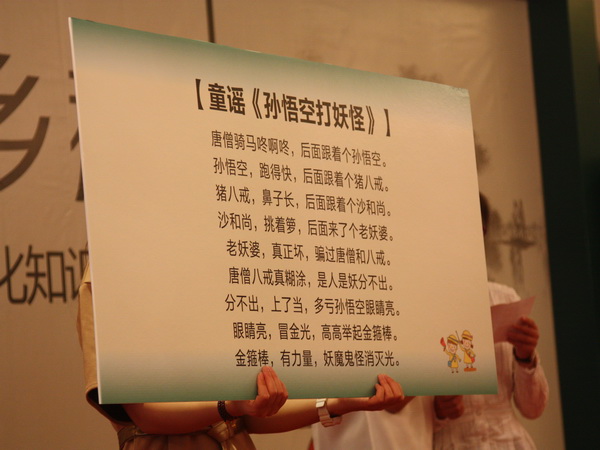 乡
化知识
【童谣《孙悟空打妖怪》】
唐僧骑马咚啊咚，后面跟着个孙悟空。
孙悟空，跑得快，后面跟着个猪八戒。
猪八戒，鼻子长，后面跟着个沙和尚。
沙和尚，挑着箩，后面来了个老妖婆。
老妖婆，真正坏，骗过唐僧和八戒。
唐僧八戒真糊涂，是人是妖分不出。
分不出，上了当，多亏孙悟空眼睛亮。
眼睛亮，冒金光，高高举起金箍棒。
金箍棒，有力量，妖魔鬼怪消灭光。